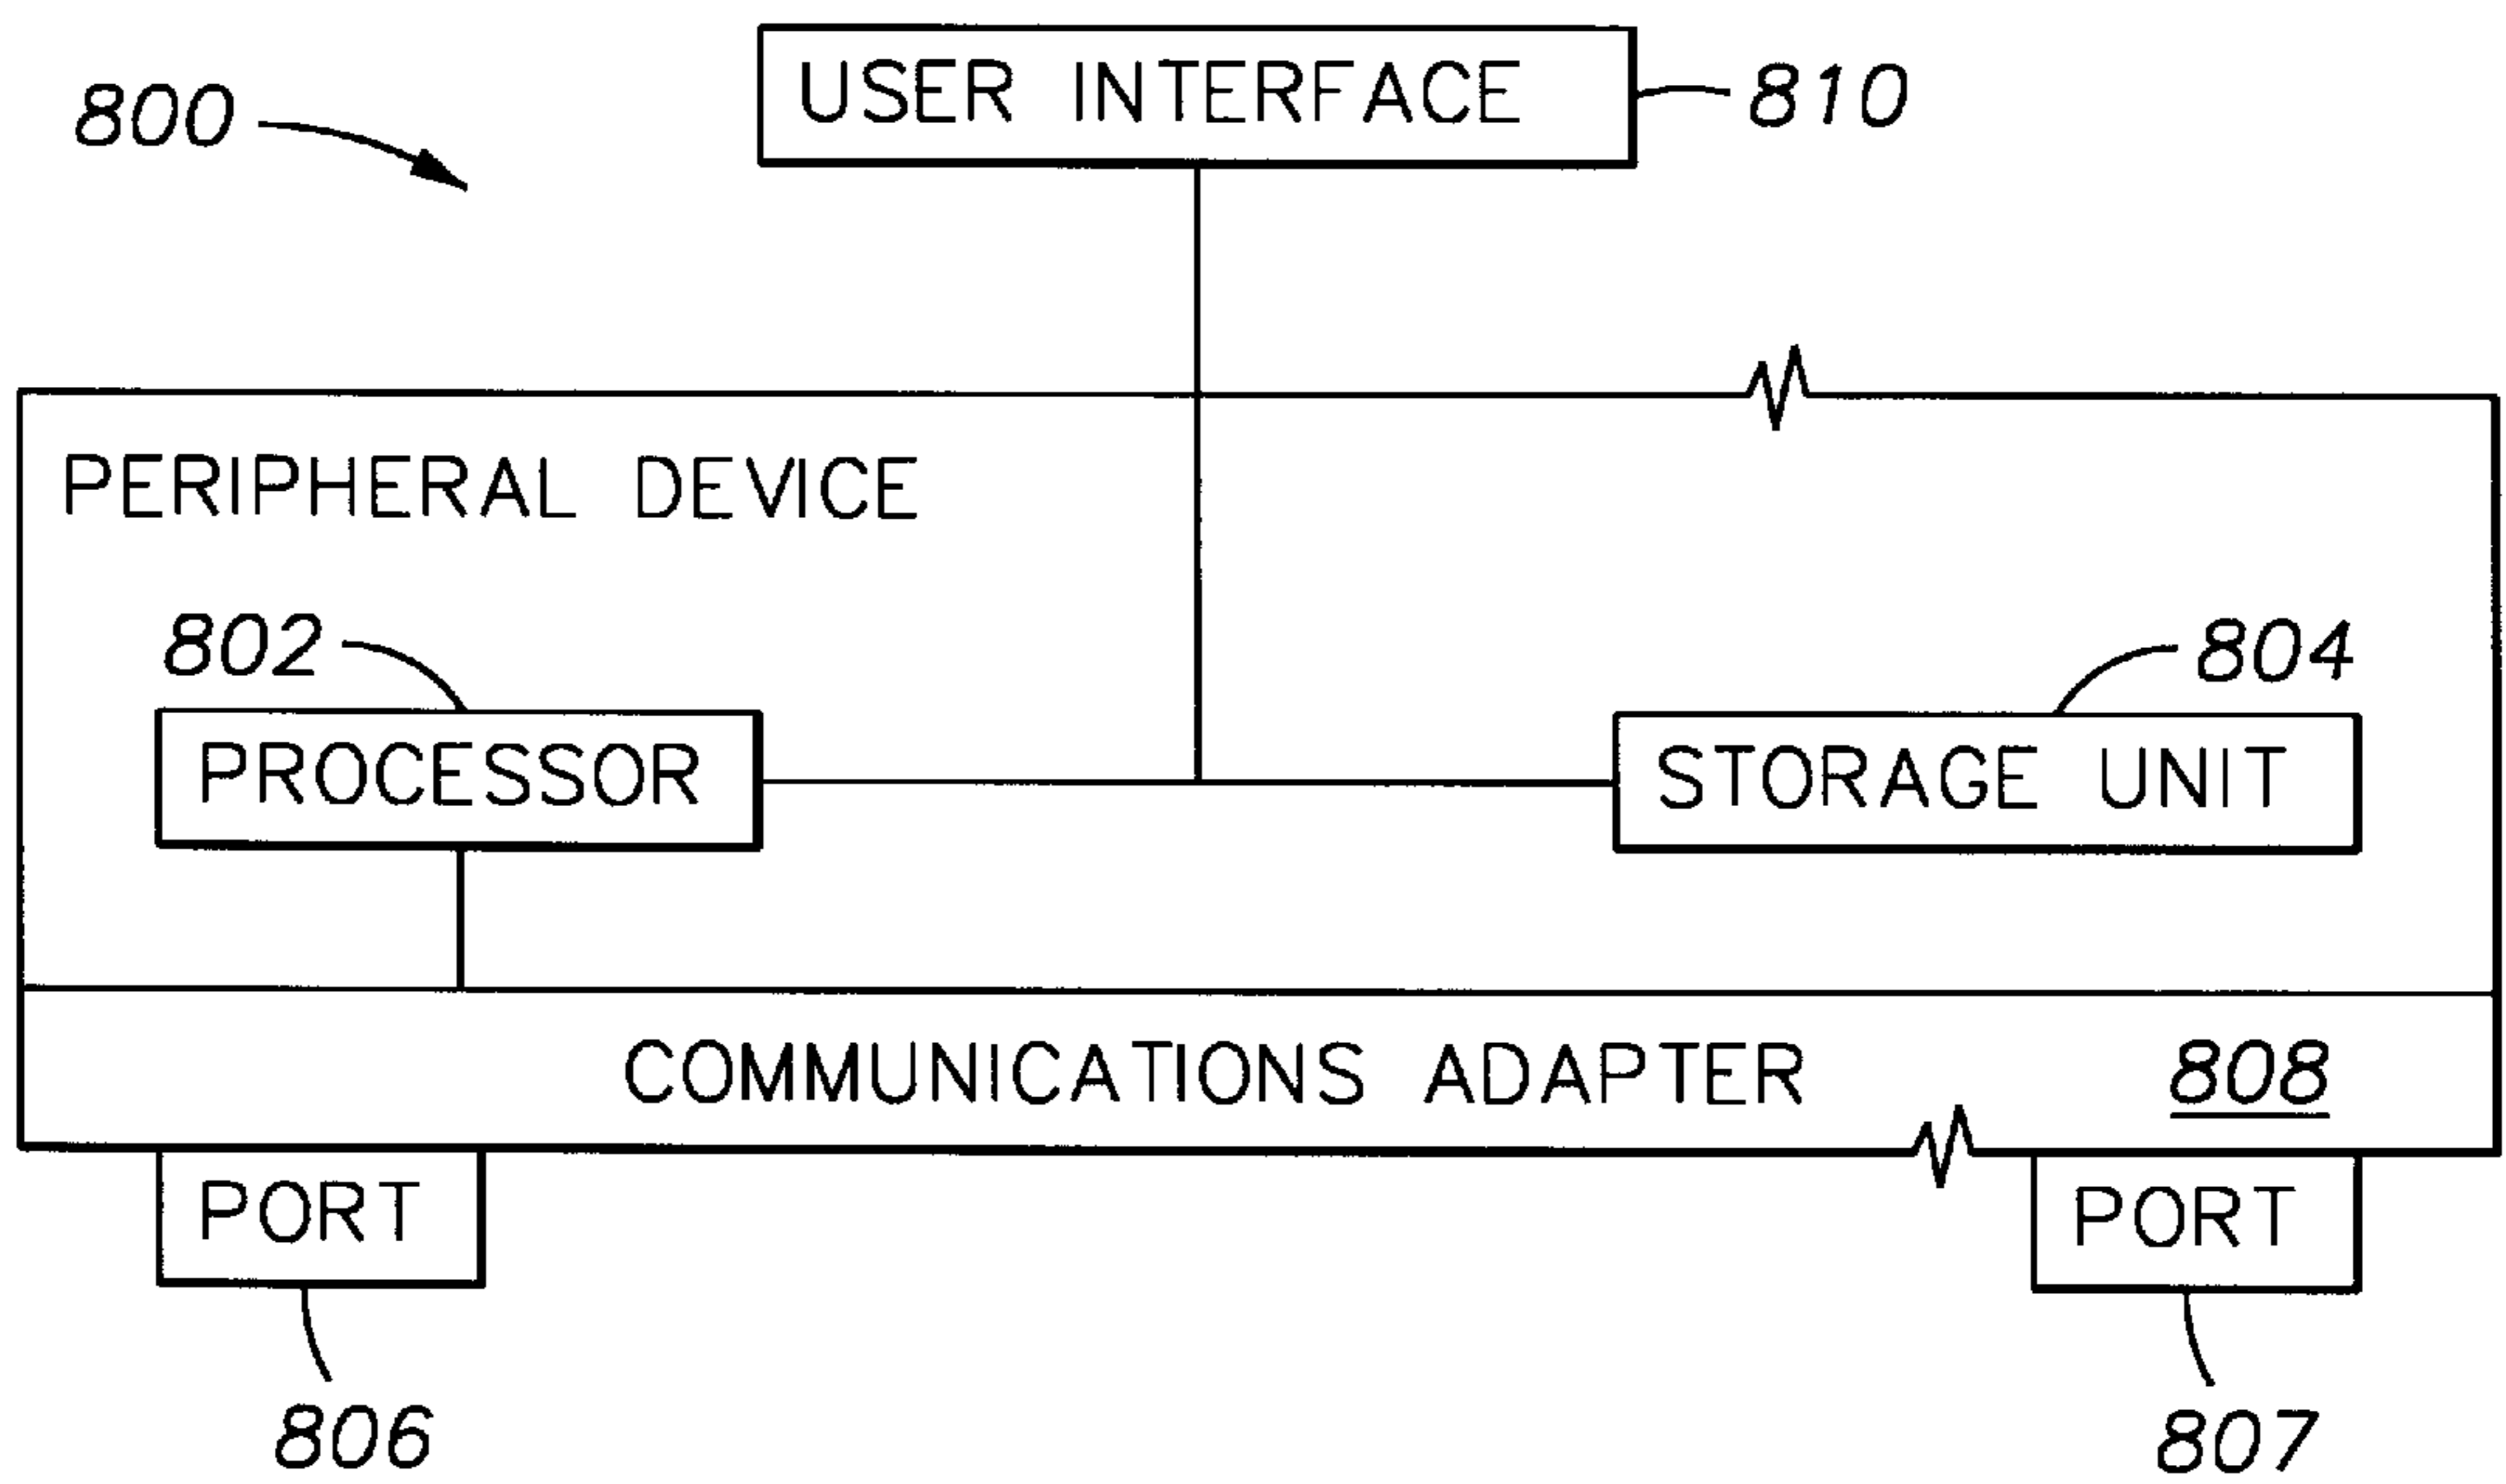 USER INTERFACE
810
800
PERIPHERAL DEVICE
802
804
PROCESSOR
STORAGE UNIT
COMMUNICATIONS ADAPTER
808
PORT
PORT
806
807